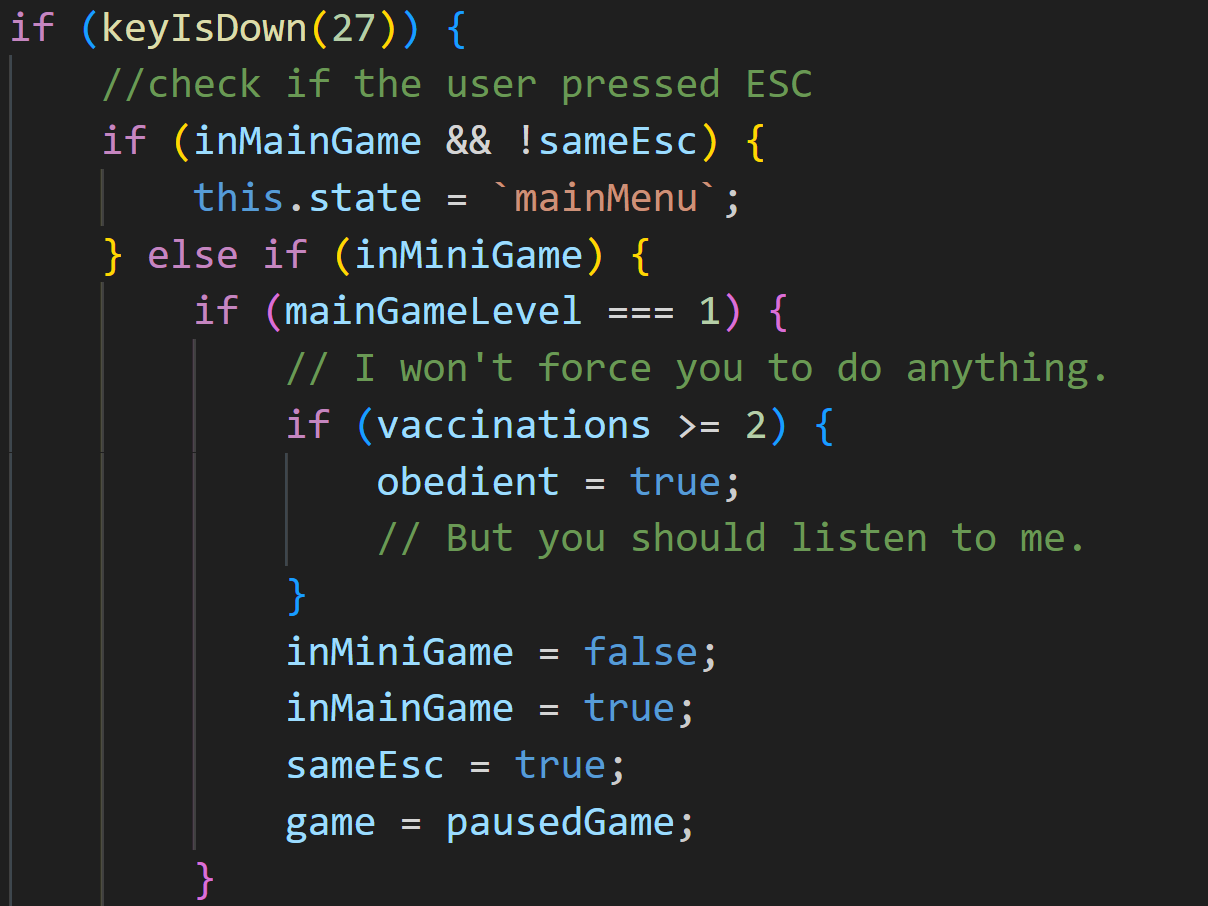 if (keyIsDown(27)) {
    //check if the user pressed ESC
    if (inMainGame && !sameEsc) {
        this.state = `mainMenu`;
    } else if (inMiniGame) {
        if (mainGameLevel === 1) {
            // I won't force you to do anything.
            if (vaccinations >= 2) {
                obedient = true;
                // But you should listen to me.
            }
            inMiniGame = false;
            inMainGame = true;
            sameEsc = true;
            game = pausedGame;
        }